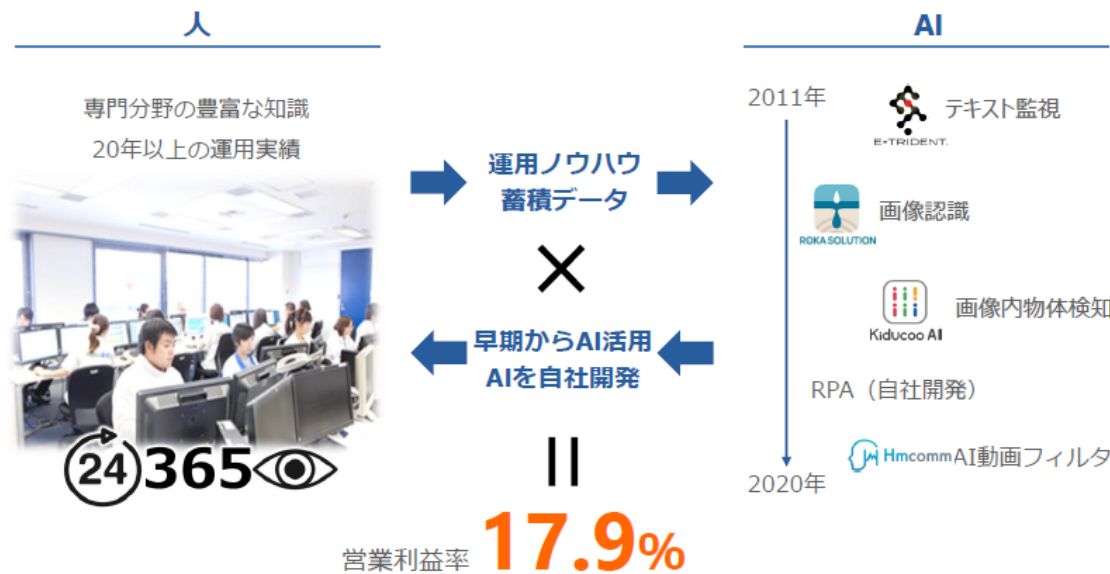 人
専門分野の豊富な知識
20年以上の運用実績
24 365
運用ノウハウ
蓄積データ
×
早期からAI活用
AIを自社開発
営業利益率 17.9%
AI
2011年
E-TRIDENT. テキスト監視
ROKA SOLUTION 画像認識
Kiducoo AI 画像内物体検知
RPA（自社開発）
Hmcomm AI動画フィルタ
2020年